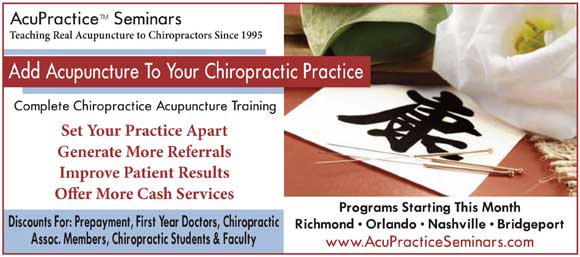 AcuPractice™ Seminars
Teaching Real Acupuncture to Chiropractors Since 1995
Add Acupuncture To Your Chiropractic Practice
Complete Chiropractice Acupuncture Training
Set Your Practice Apart
Generate More Referrals
Improve Patient Results
Offer More Cash Services
Discounts For: Prepayment, First Year Doctors, Chiropractic
Assoc. Members, Chiropractic Students & Faculty
Programs Starting This Month
Richmond • Orlando • Nashville • Bridgeport
www.AcuPracticeSeminars.com